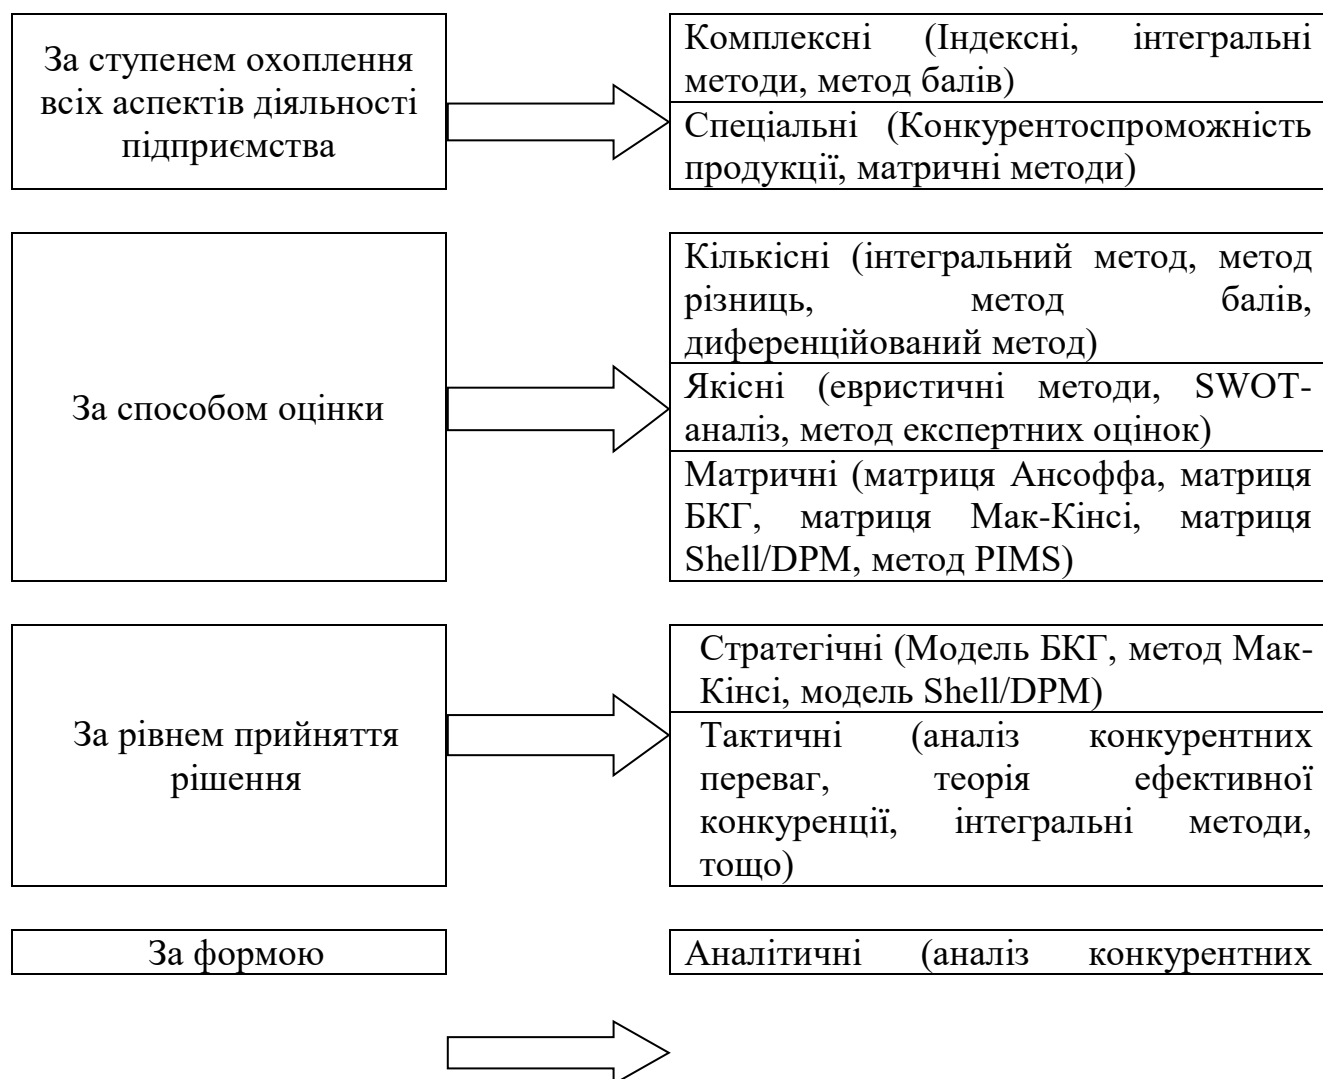 За ступенем охоплення
всіх аспектів діяльності
підприємства
Комплексні (Індексні, інтегральні
методи, метод балів)
Спеціальні (Конкурентоспроможність
продукції, матричні методи)
За способом оцінки
Кількісні (інтегральний метод, метод
різниць, метод балів,
диференційований метод)
Якісні (евристичні методи, SWOT-
аналіз, метод експертних оцінок)
Матричні (матриця Ансоффа, матриця
БКГ, матриця Мак-Кінсі, матриця
Shell/DPM, метод PIMS)
За рівнем прийняття
рішення
Стратегічні (Модель БКГ, метод Мак-
Кінсі, модель Shell/DPM)
Тактичні (аналіз конкурентних
переваг, теорія ефективної
конкуренції, інтегральні методи,
тощо)
За формою
Аналітичні (аналіз конкурентних